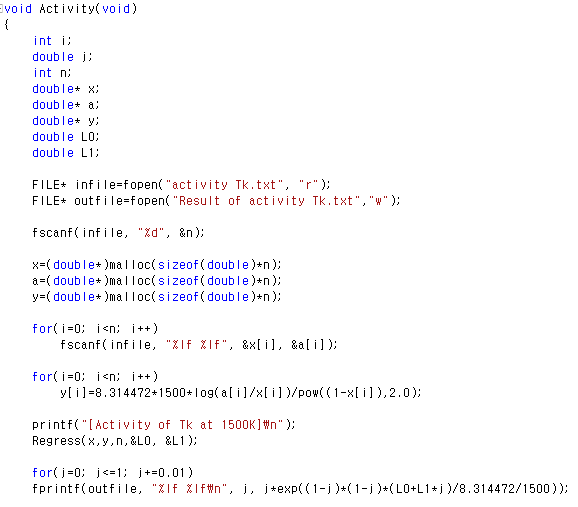 void Activity(void)
{
int i;
double j;
int n;
double* x;
double* a;
double* y;
double L0;
double L1;
FILE* infile=fopen("activity Tk.txt", "r");
FILE* outfile=fopen("Result of activity Tk.txt","w");
fscanf(infile, "%d", &n);
x=(double*)malloc(sizeof(double)*n);
a=(double*)malloc(sizeof(double)*n);
y=(double*)malloc(sizeof(double)*n);
for(i=0; i<n; i++)
fscanf(infile, "%lf %lf", &x[i], &a[i]);
for(i=0; i<n; i++)
y[i]=8.314472*1500*log(a[i]/x[i])/pow((1-x[i]),2.0);
printf("[Activity of Tk at 1500K]₩n");
Regress(x,y,n,&L0, &L1);
for(j=0; j<=1; j+=0.01)
fprintf(outfile, "%lf %lf₩n", j, j*exp((1-j)*(1-j)*(L0+L1*j)/8.314472/1500));